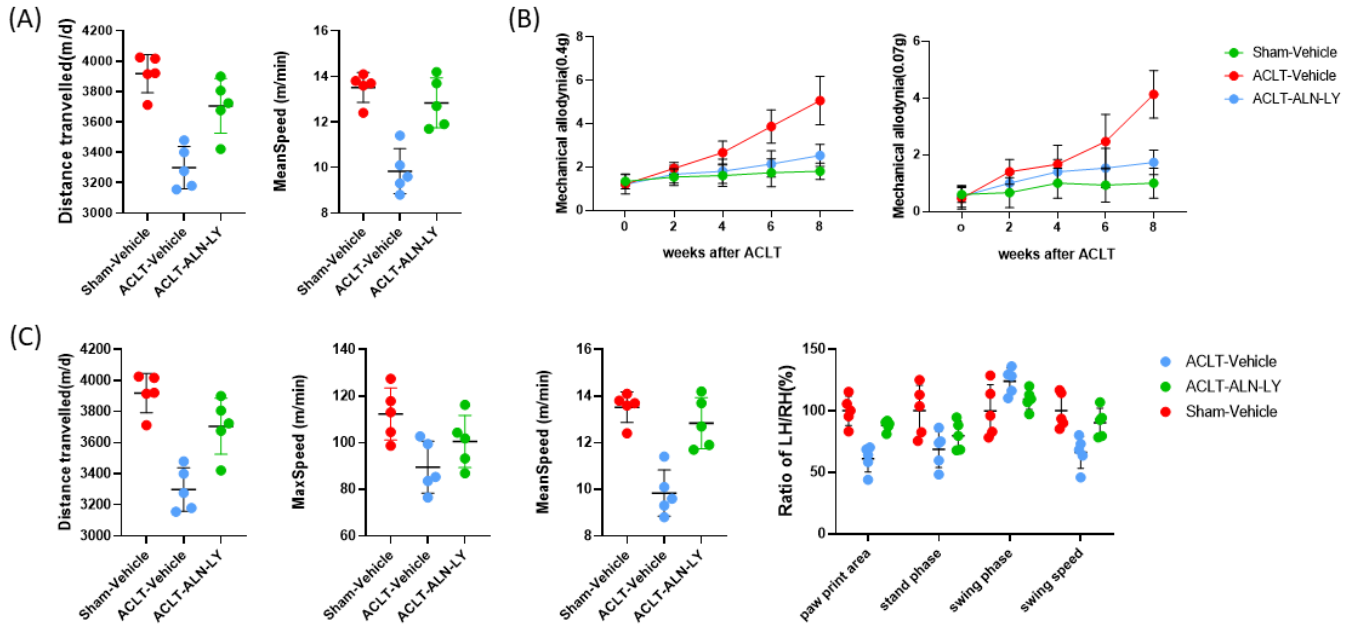 (A)
Distance tranvelled(m/d)
4200
4000
3800
3600
3400
3200
3000
Sham-Vehicle
ACLT-Vehicle
ACLT-ALN-LY
MeanSpeed (m/min)
16
14
12
10
8
Sham-Vehicle
ACLT-Vehicle
ACLT-ALN-LY
(B)
Mechanical allodynia(0.4g)
8
6
4
2
0
0 2 4 6 8
weeks after ACLT
Mechanical allodynia(0.07g)
6
4
2
0
o 2 4 6 8
weeks after ACLT
Sham-Vehicle
ACLT-Vehicle
ACLT-ALN-LY
(C)
Distance tranvelled(m/d)
4200
4000
3800
3600
3400
3200
3000
Sham-Vehicle
ACLT-Vehicle
ACLT-ALN-LY
MaxSpeed (m/min)
140
120
100
80
60
Sham-Vehicle
ACLT-Vehicle
ACLT-ALN-LY
MeanSpeed (m/min)
16
14
12
10
8
Sham-Vehicle
ACLT-Vehicle
ACLT-ALN-LY
Ratio of LH/RH(%)
150
100
50
0
paw print area
stand phase
swing phase
swing speed
ACLT-Vehicle
ACLT-ALN-LY
Sham-Vehicle